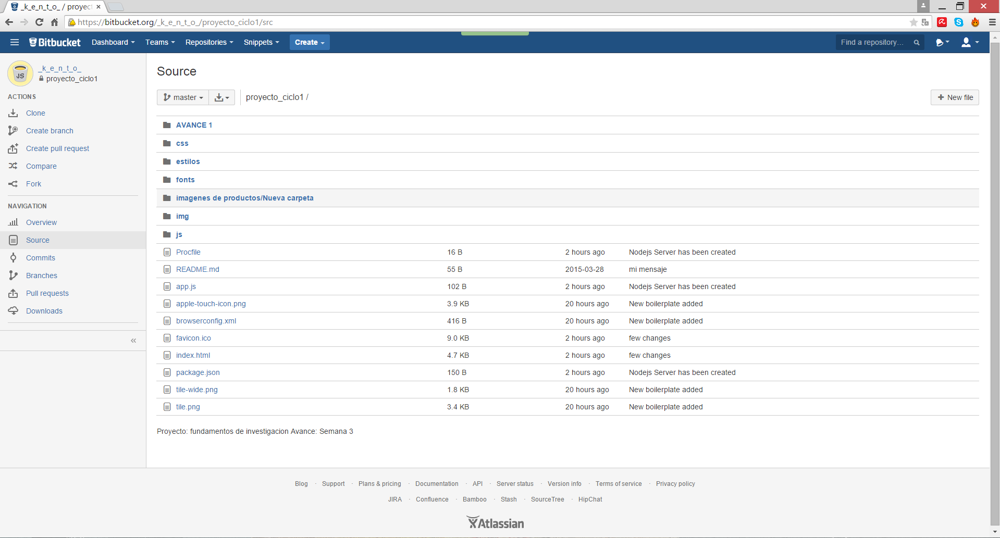 _k_e_n_t_o_ / proyec
https://bitbucket.org/_k_e_n_t_o_/proyecto_ciclo1/src
Bitbucket Dashboard Teams Repositories Snippets Create Find a repository...
JS
_k_e_n_t_o_
proyecto_ciclo1
ACTIONS
Clone
Create branch
Create pull request
Compare
Fork
NAVIGATION
Overview
Source
Commits
Branches
Pull requests
Downloads
«
Source
master proyecto_ciclo1 / + New file
AVANCE 1
css
estilos
fonts
imagenes de productos/Nueva carpeta
img
js
Procfile 16 B 2 hours ago Nodejs Server has been created
README.md 55 B 2015-03-28 mi mensaje
app.js 102 B 2 hours ago Nodejs Server has been created
apple-touch-icon.png 3.9 KB 20 hours ago New boilerplate added
browserconfig.xml 416 B 20 hours ago New boilerplate added
favicon.ico 9.0 KB 2 hours ago few changes
index.html 4.7 KB 2 hours ago few changes
package.json 150 B 2 hours ago Nodejs Server has been created
tile-wide.png 1.8 KB 20 hours ago New boilerplate added
tile.png 3.4 KB 20 hours ago New boilerplate added
Proyecto: fundamentos de investigacion Avance: Semana 3
Blog · Support · Plans & pricing · Documentation · API · Server status · Version info · Terms of service · Privacy policy
JIRA · Confluence · Bamboo · Stash · SourceTree · HipChat
Atlassian